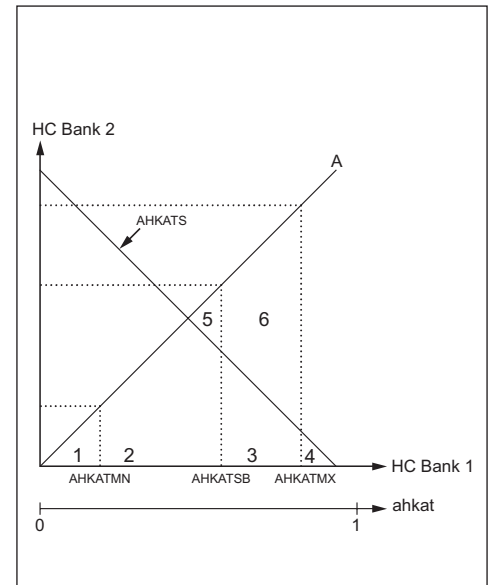 HC Bank 2
A
AHKATS
5 6
1 2 3 4
HC Bank 1
AHKATMN AHKATSB AHKATMX
ahkat
0 1